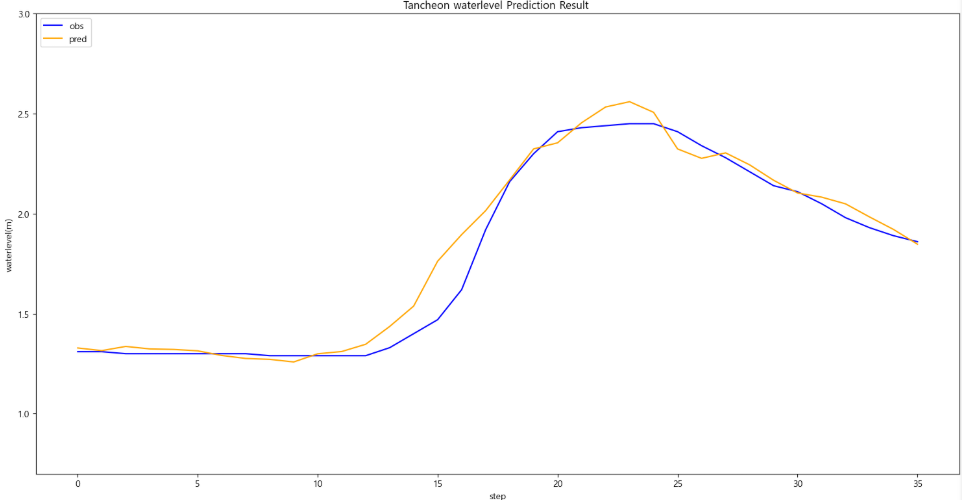 Tancheon waterlevel Prediction Result
obs
pred
3.0
2.5
2.0
1.5
1.0
waterlevel(m)
0 5 10 15 20 25 30 35
step